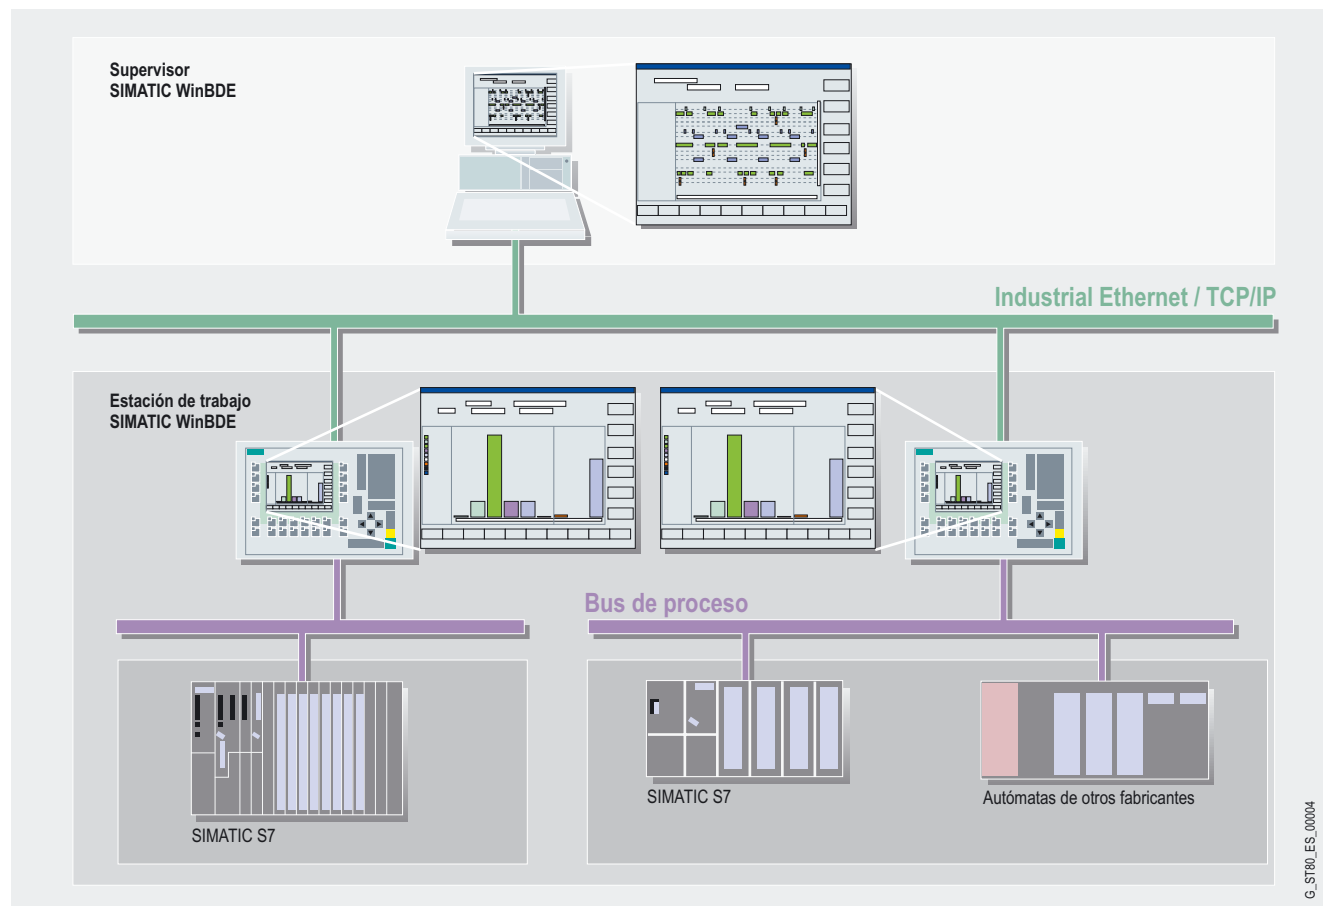 Supervisor
SIMATIC WinBDE
Industrial Ethernet / TCP/IP
Estación de trabajo
SIMATIC WinBDE
Bus de proceso
SIMATIC S7
SIMATIC S7
Autómatas de otros fabricantes
G_ST80_ES_00004